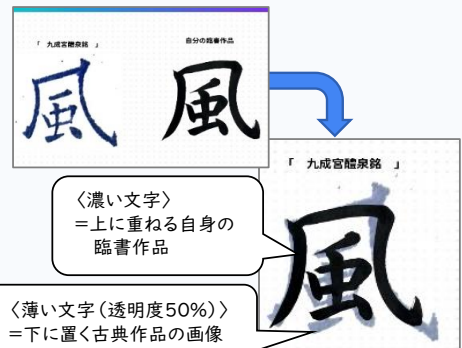 「 九成宮醴泉銘 」
自分の臨書作品
風
風
「 九成宮醴泉銘 」
風
〈濃い文字〉
=上に重ねる自身の
臨書作品
〈薄い文字(透明度50%)〉
=下に置く古典作品の画像